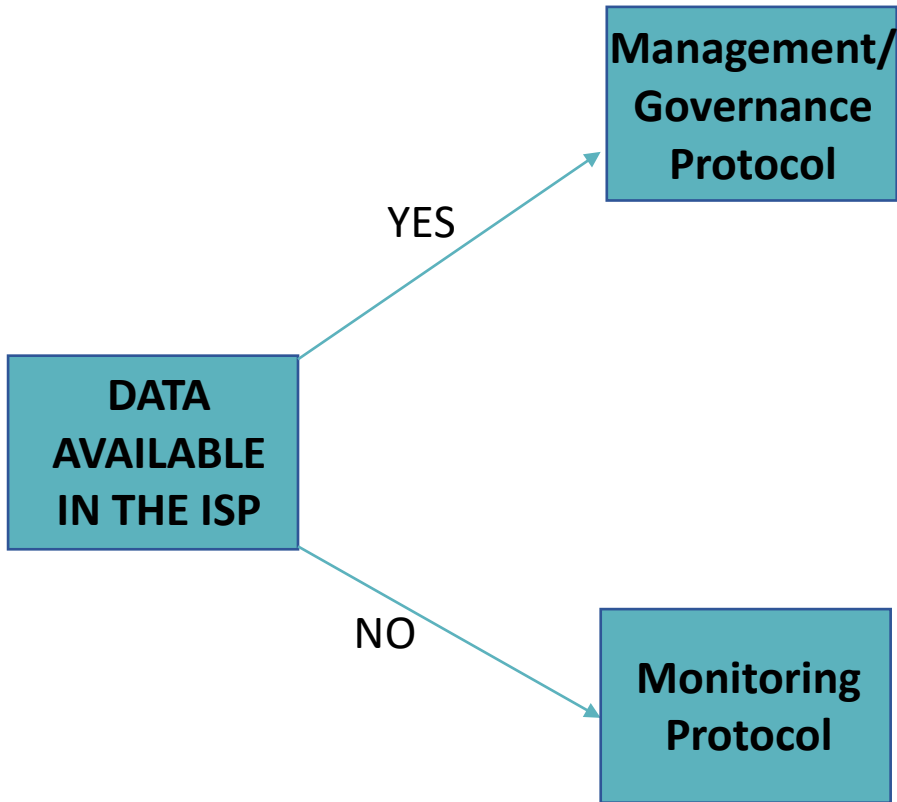 Management/
Governance
Protocol
YES
DATA
AVAILABLE
IN THE ISP
NO
Monitoring
Protocol